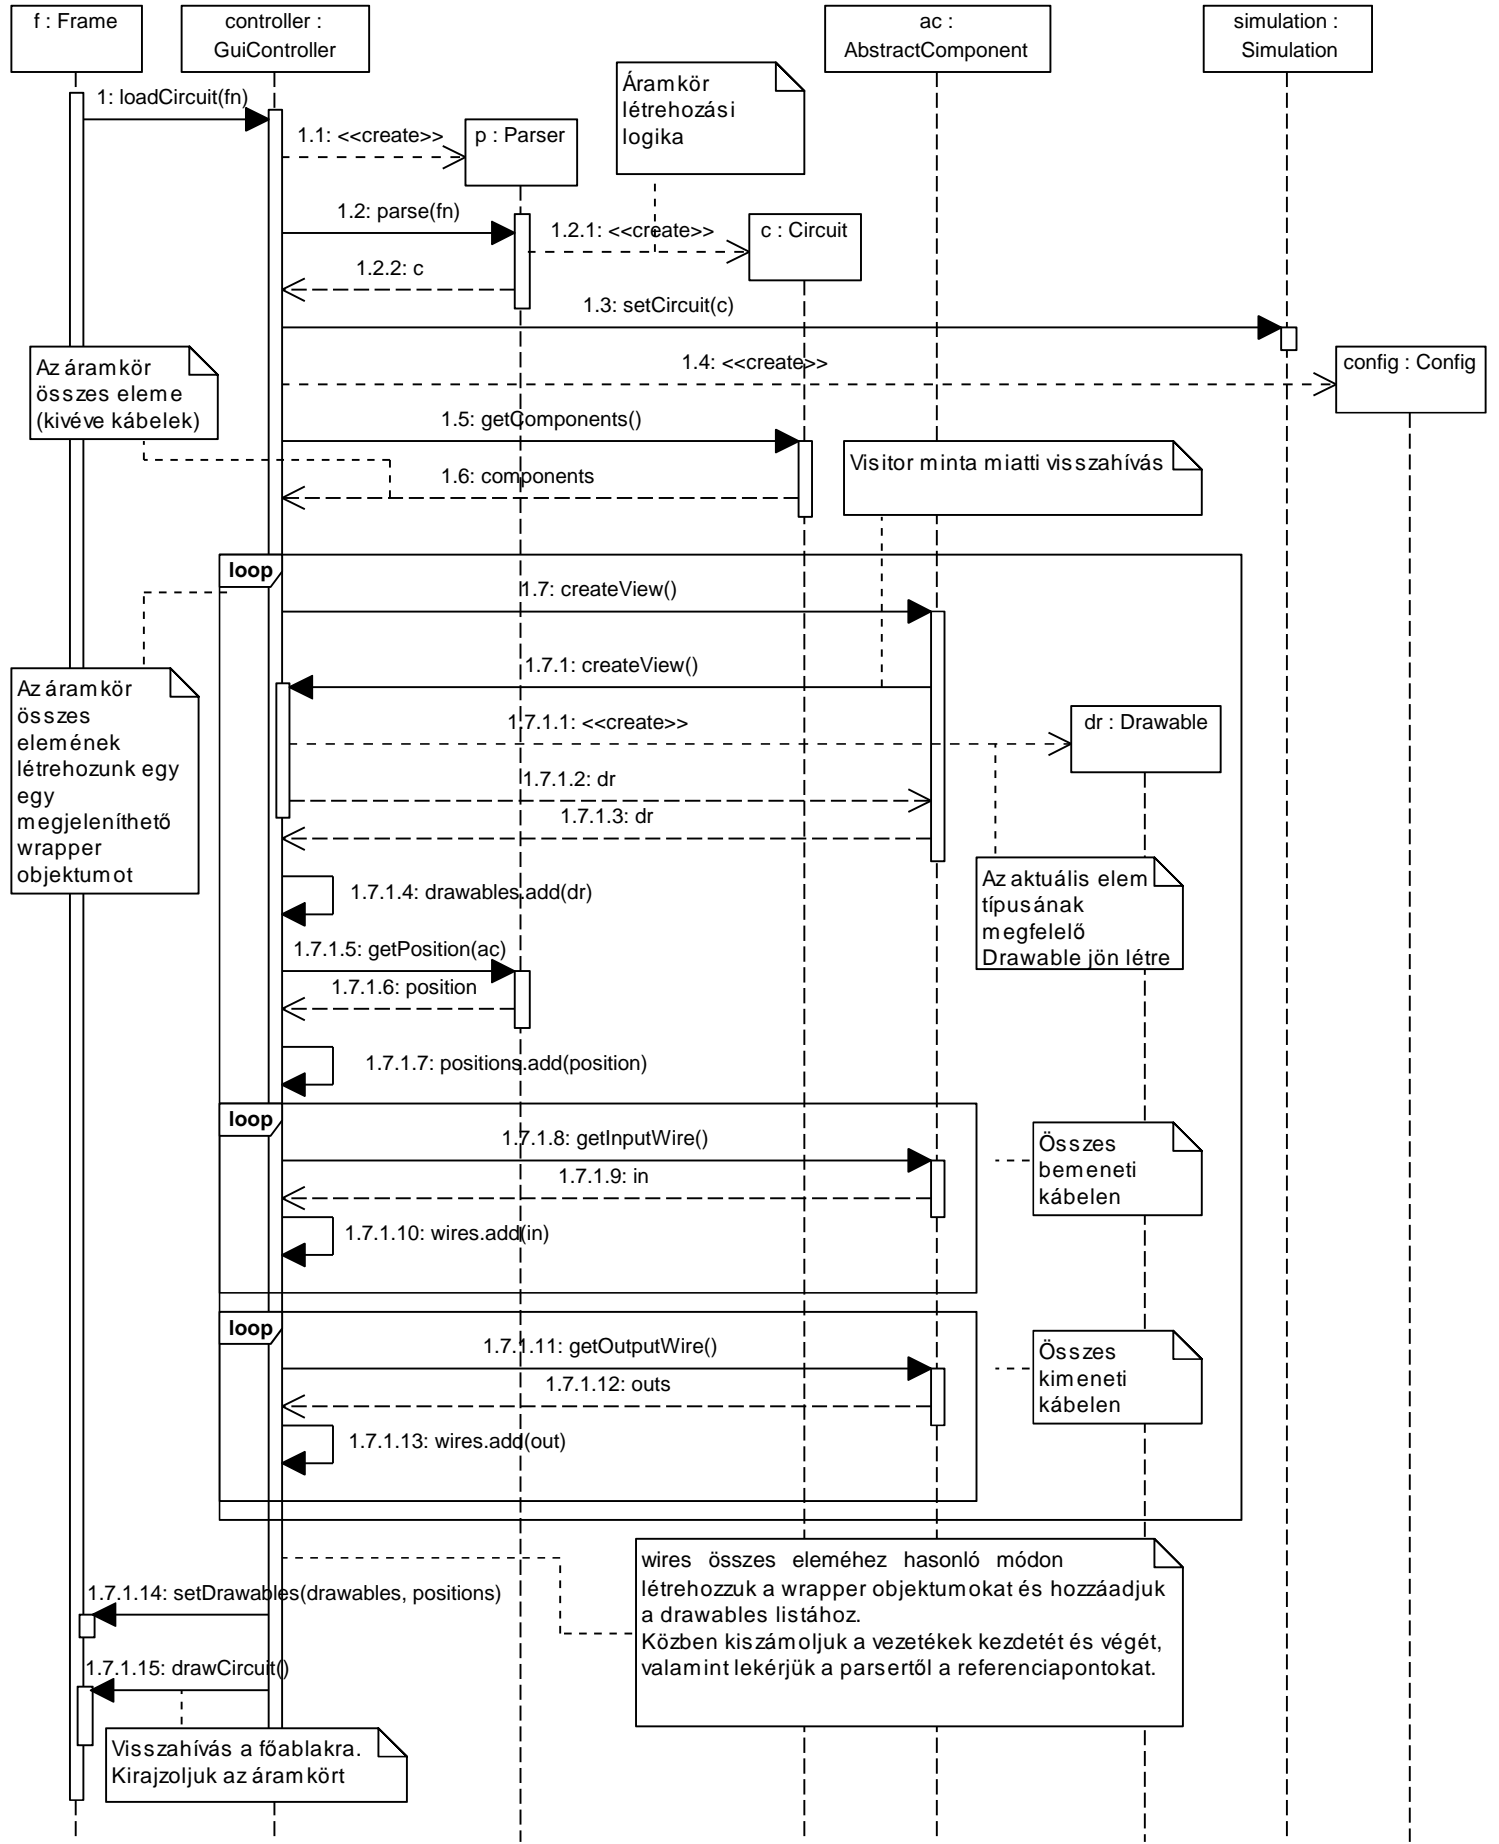 f : Frame
controller :
GuiController
ac :
AbstractComponent
simulation :
Simulation
1: loadCircuit(fn)
Áramkör
létrehozási
logika
1.1: <<create>>
p : Parser
1.2: parse(fn)
1.2.1: <<create>>
c : Circuit
1.2.2: c
1.3: setCircuit(c)
Az áramkör
összes eleme
(kivéve kábelek)
1.4: <<create>>
config : Config
1.5: getComponents()
Visitor minta miatti visszahívás
1.6: components
loop
1.7: createView()
1.7.1: createView()
Az áramkör
összes
elemének
létrehozunk egy
egy
megjeleníthető
wrapper
objektumot
1.7.1.1: <<create>>
dr : Drawable
1.7.1.2: dr
1.7.1.3: dr
Az aktuális elem
típusának
megfelelő
Drawable jön létre
1.7.1.4: drawables.add(dr)
1.7.1.5: getPosition(ac)
1.7.1.6: position
1.7.1.7: positions.add(position)
loop
1.7.1.8: getInputWire()
Összes
bemeneti
kábelen
1.7.1.9: in
1.7.1.10: wires.add(in)
loop
1.7.1.11: getOutputWire()
Összes
kimeneti
kábelen
1.7.1.12: outs
1.7.1.13: wires.add(out)
wires összes eleméhez hasonló módon
létrehozzuk a wrapper objektumokat és hozzáadjuk
a drawables listához.
Közben kiszámoljuk a vezetékek kezdetét és végét,
valamint lekérjük a parsertől a referenciapontokat.
1.7.1.14: setDrawables(drawables, positions)
1.7.1.15: drawCircuit()
Visszahívás a főablakra.
Kirajzoljuk az áramkört